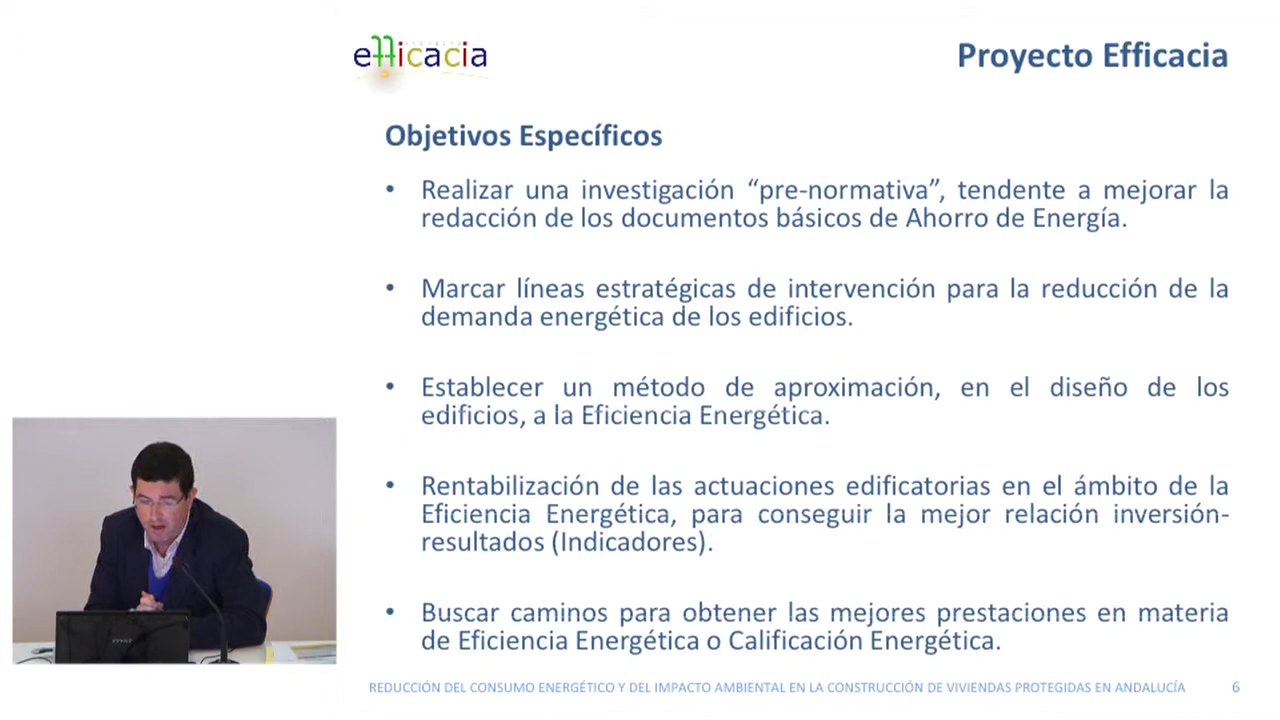 efficacia
Proyecto Efficacia
Objetivos Específicos
• Realizar una investigación “pre-normativa”, tendente a mejorar la
redacción de los documentos básicos de Ahorro de Energía.
• Marcar líneas estratégicas de intervención para la reducción de la
demanda energética de los edificios.
• Establecer un método de aproximación, en el diseño de los
edificios, a la Eficiencia Energética.
• Rentabilización de las actuaciones edificatorias en el ámbito de la
Eficiencia Energética, para conseguir la mejor relación inversión-
resultados (Indicadores).
• Buscar caminos para obtener las mejores prestaciones en materia
de Eficiencia Energética o Calificación Energética.
REDUCCIÓN DEL CONSUMO ENERGÉTICO Y DEL IMPACTO AMBIENTAL EN LA CONSTRUCCIÓN DE VIVIENDAS PROTEGIDAS EN ANDALUCÍA 6